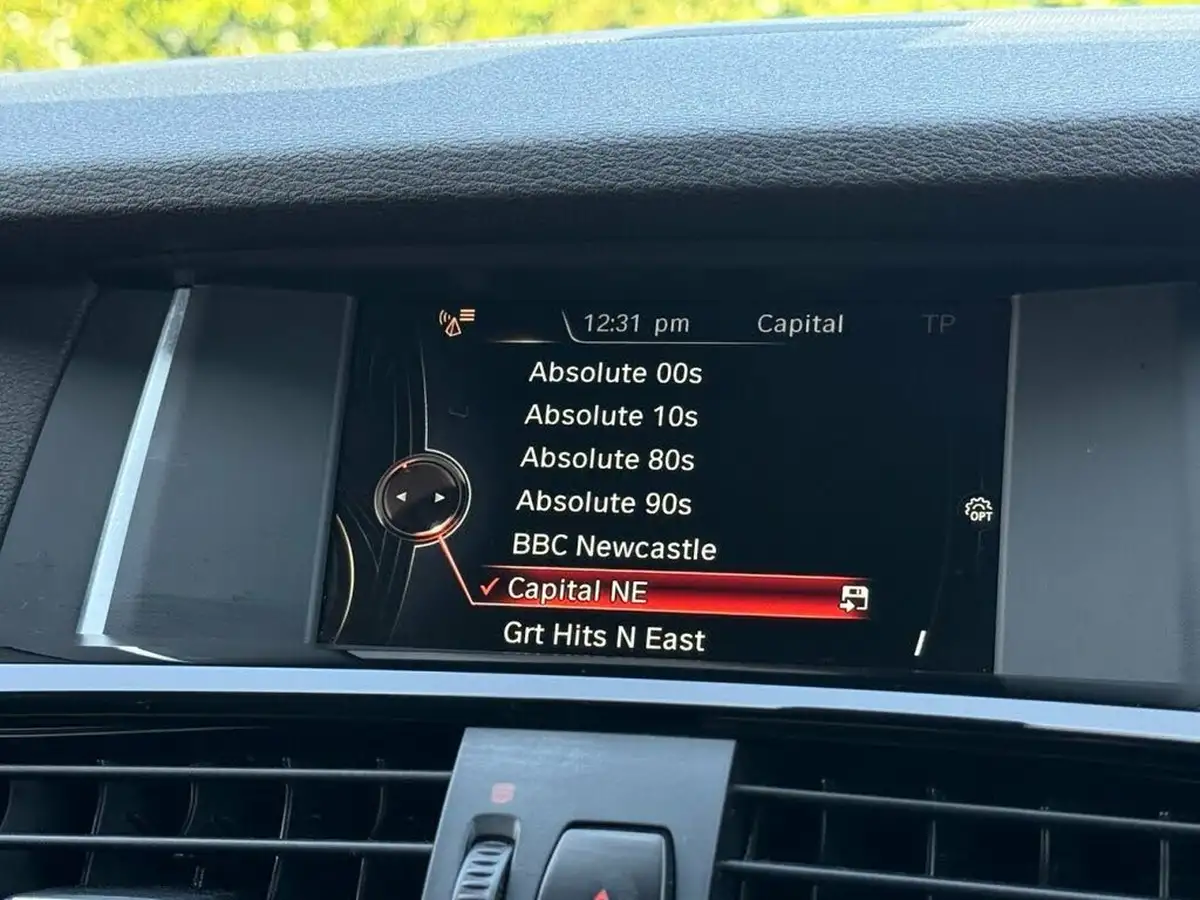 12:31 pm Capital TP
Absolute 00s
Absolute 10s
Absolute 80s
Absolute 90s
OPT
BBC Newcastle
Capital NE
Grt Hits N East